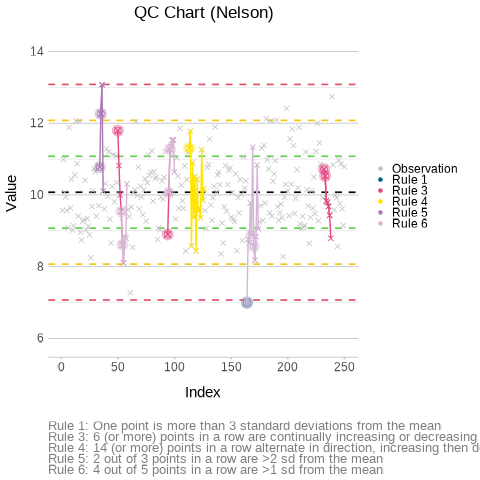 QC Chart (Nelson)
14
12
10
8
6
Value
0
50
100
150
200
250
Index
Observation
Rule 1
Rule 3
Rule 4
Rule 5
Rule 6
Rule 1: One point is more than 3 standard deviations from the mean
Rule 3: 6 (or more) points in a row are continually increasing or decreasing
Rule 4: 14 (or more) points in a row alternate in direction, increasing then d
Rule 5: 2 out of 3 points in a row are >2 sd from the mean
Rule 6: 4 out of 5 points in a row are >1 sd from the mean